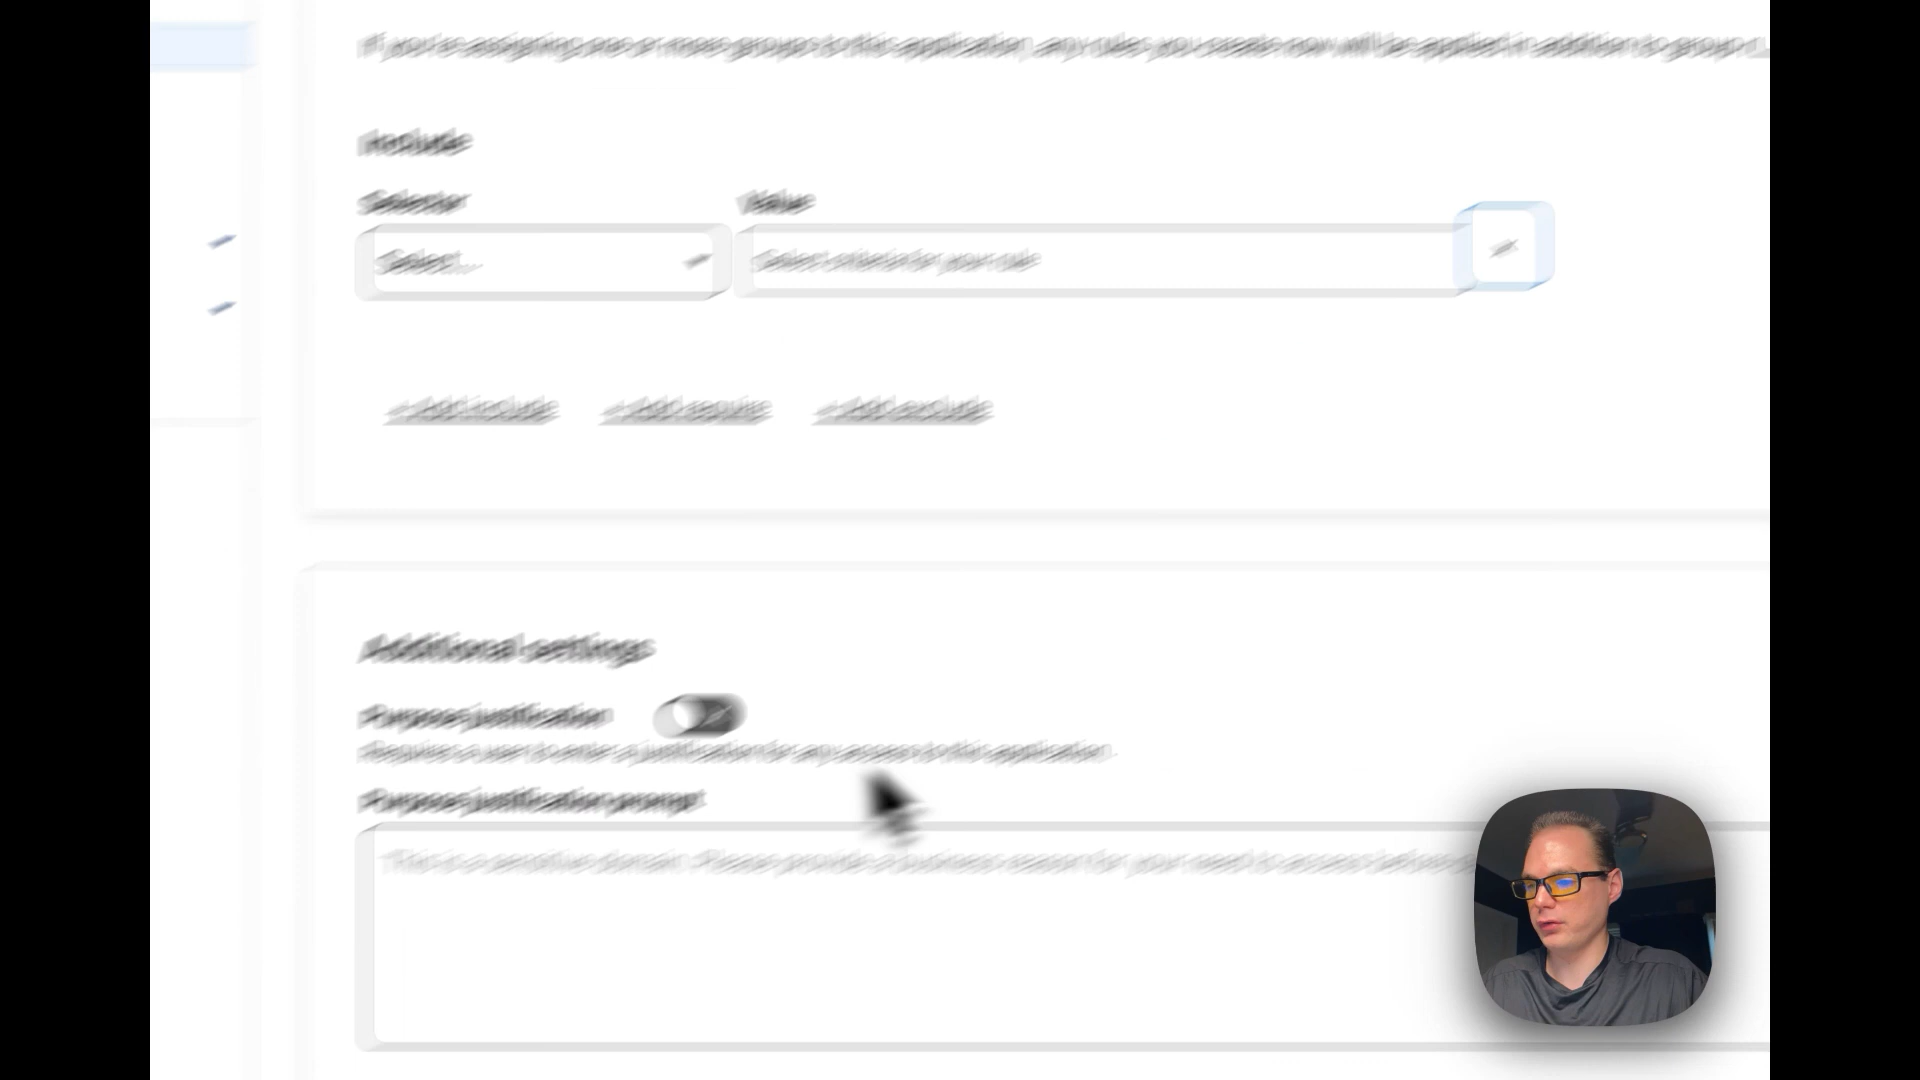 If you're assigning one or more groups to this application, any rules you create now will be applied in addition to group
Include
Selector
Value
Select...
Select criteria for your rule
+ Add include
+ Add require
+ Add exclude
Additional settings
Purpose justification
Requires a user to enter a justification for any access to this application.
Purpose justification prompt
This is a sensitive domain. Please provide a business reason for your need to access before